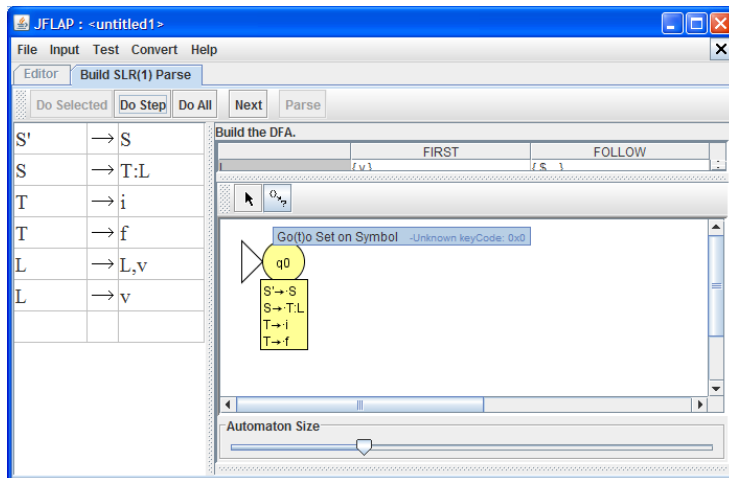 JFLAP : <untitled1>
File Input Test Convert Help
Editor Build SLR(1) Parse
Do Selected Do Step Do All Next Parse
S' → S
S → T:L
T → i
T → f
L → L,v
L → v
Build the DFA.
FIRST FOLLOW
L { v } { $, }
Go(t)o Set on Symbol -Unknown keyCode: 0x0
q0
S'→·S
S→·T:L
T→·i
T→·f
Automaton Size